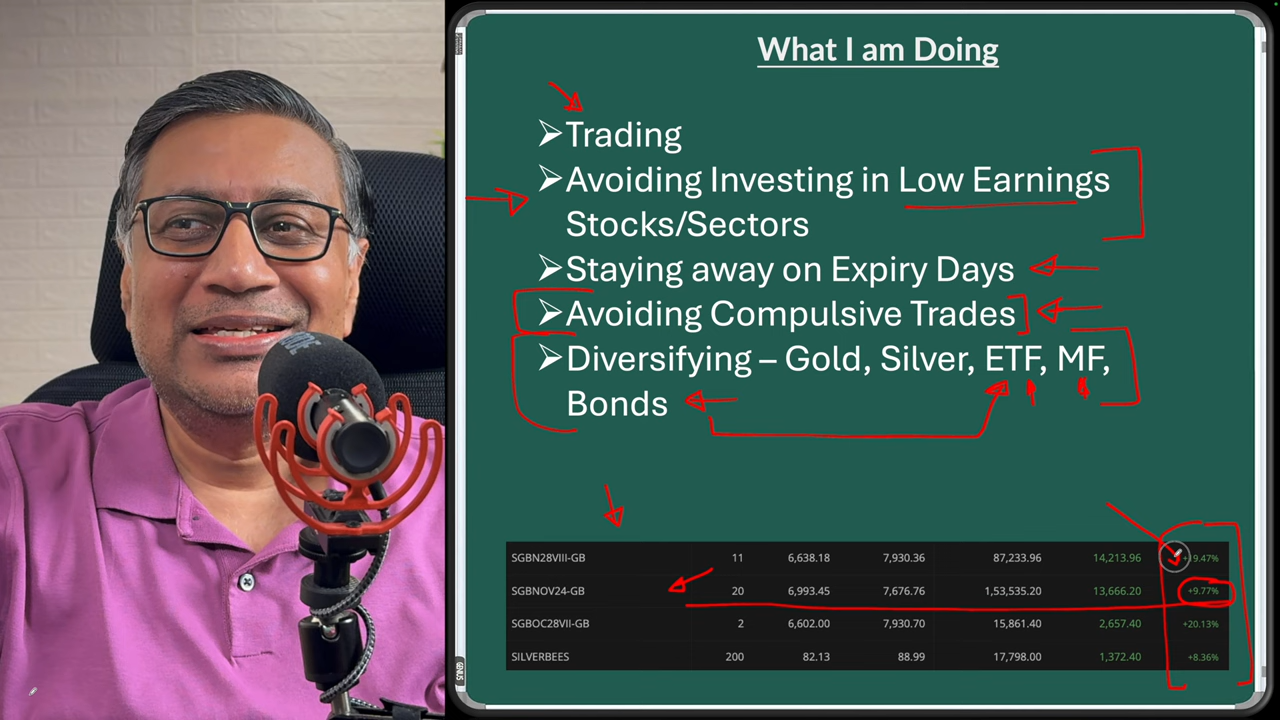 What I am Doing
➢Trading
➢Avoiding Investing in Low Earnings
Stocks/Sectors
➢Staying away on Expiry Days
➢Avoiding Compulsive Trades
➢Diversifying – Gold, Silver, ETF, MF,
Bonds
SGBN28VIII-GB 11 6,638.18 7,930.36 87,233.96 14,213.96 9.47%
SGBNOV24-GB 20 6,993.45 7,676.76 1,53,535.20 13,666.20 +9.77%
SGBOC28VII-GB 2 6,602.00 7,930.70 15,861.40 2,657.40 +20.13%
SILVERBEES 200 82.13 88.99 17,798.00 1,372.40 +8.36%